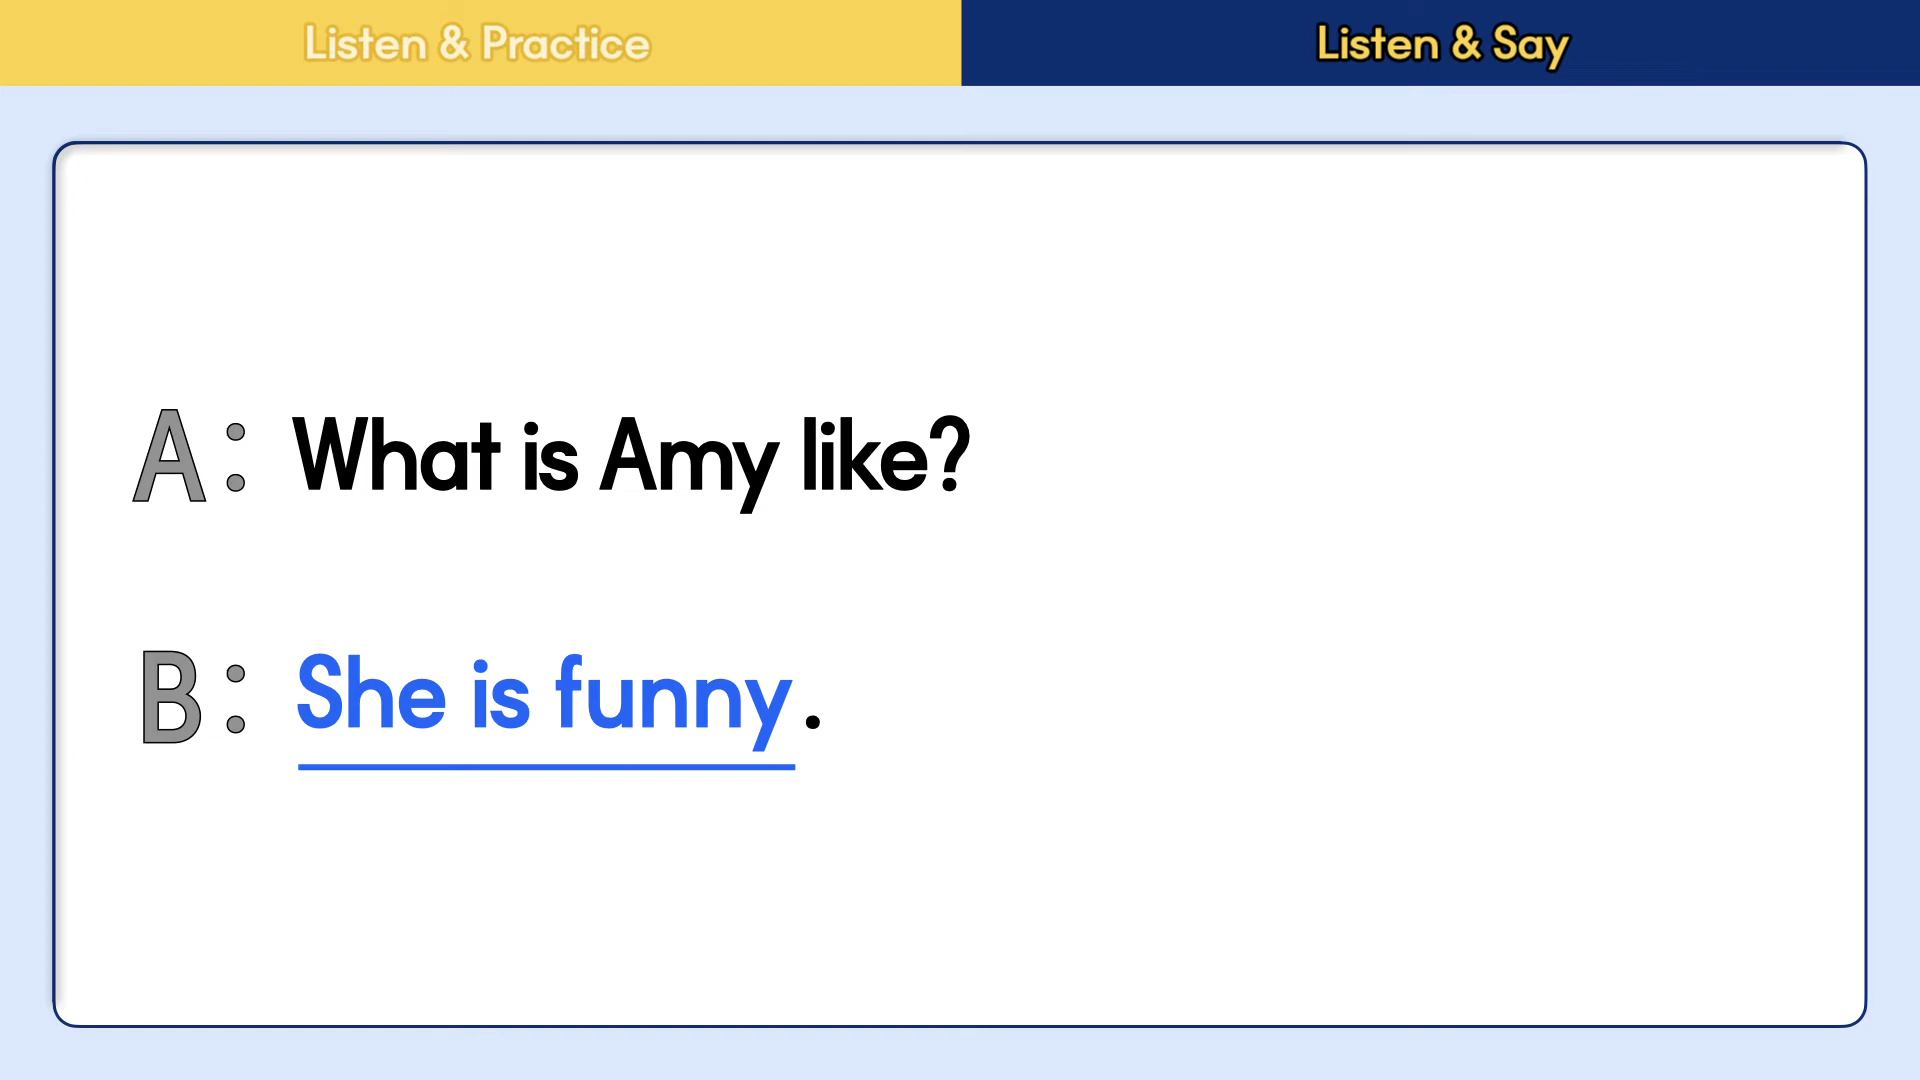 Listen & Practice
Listen & Say
A: What is Amy like?
B: She is funny.